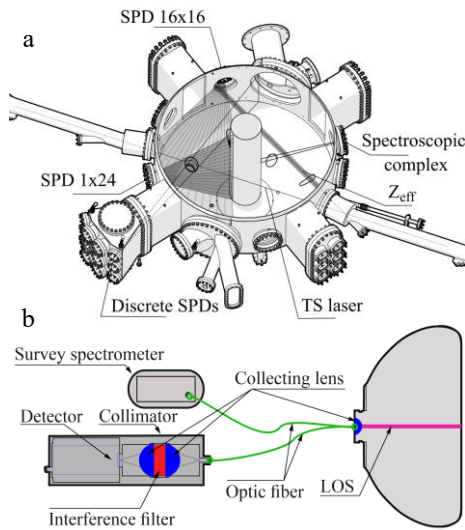 a
SPD 16x16
Spectroscopic
complex
SPD 1x24
Z_eff
Discrete SPDs
TS laser
b
Survey spectrometer
Collecting lens
Detector
Collimator
Optic fiber
LOS
Interference filter